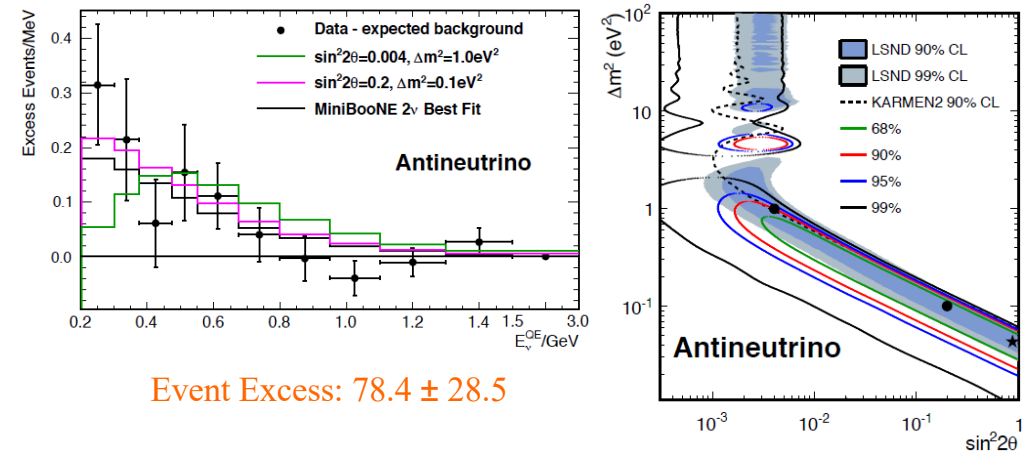 Excess Events/MeV
0.4
0.3
0.2
0.1
0.0
Data - expected background
sin²2θ=0.004, Δm²=1.0eV²
sin²2θ=0.2, Δm²=0.1eV²
MiniBooNE 2ν Best Fit
Antineutrino
0.2 0.4 0.6 0.8 1.0 1.2 1.4 1.5 3.0
E_ν^QE/GeV
Event Excess: 78.4 ± 28.5
Δm² (eV²)
10²
10
1
10⁻¹
LSND 90% CL
LSND 99% CL
KARMEN2 90% CL
68%
90%
95%
99%
Antineutrino
10⁻³ 10⁻² 10⁻¹ 1
sin²2θ